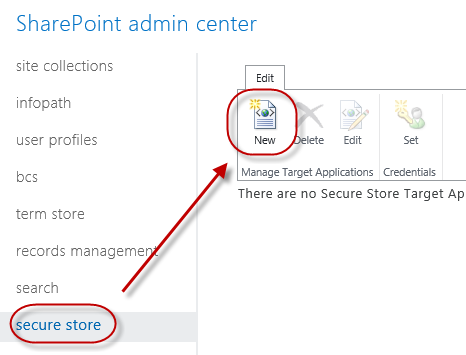 SharePoint admin center
site collections
infopath
user profiles
bcs
term store
records management
search
secure store
Edit
New Delete Edit Set
Manage Target Applications Credentials
There are no Secure Store Target Ap